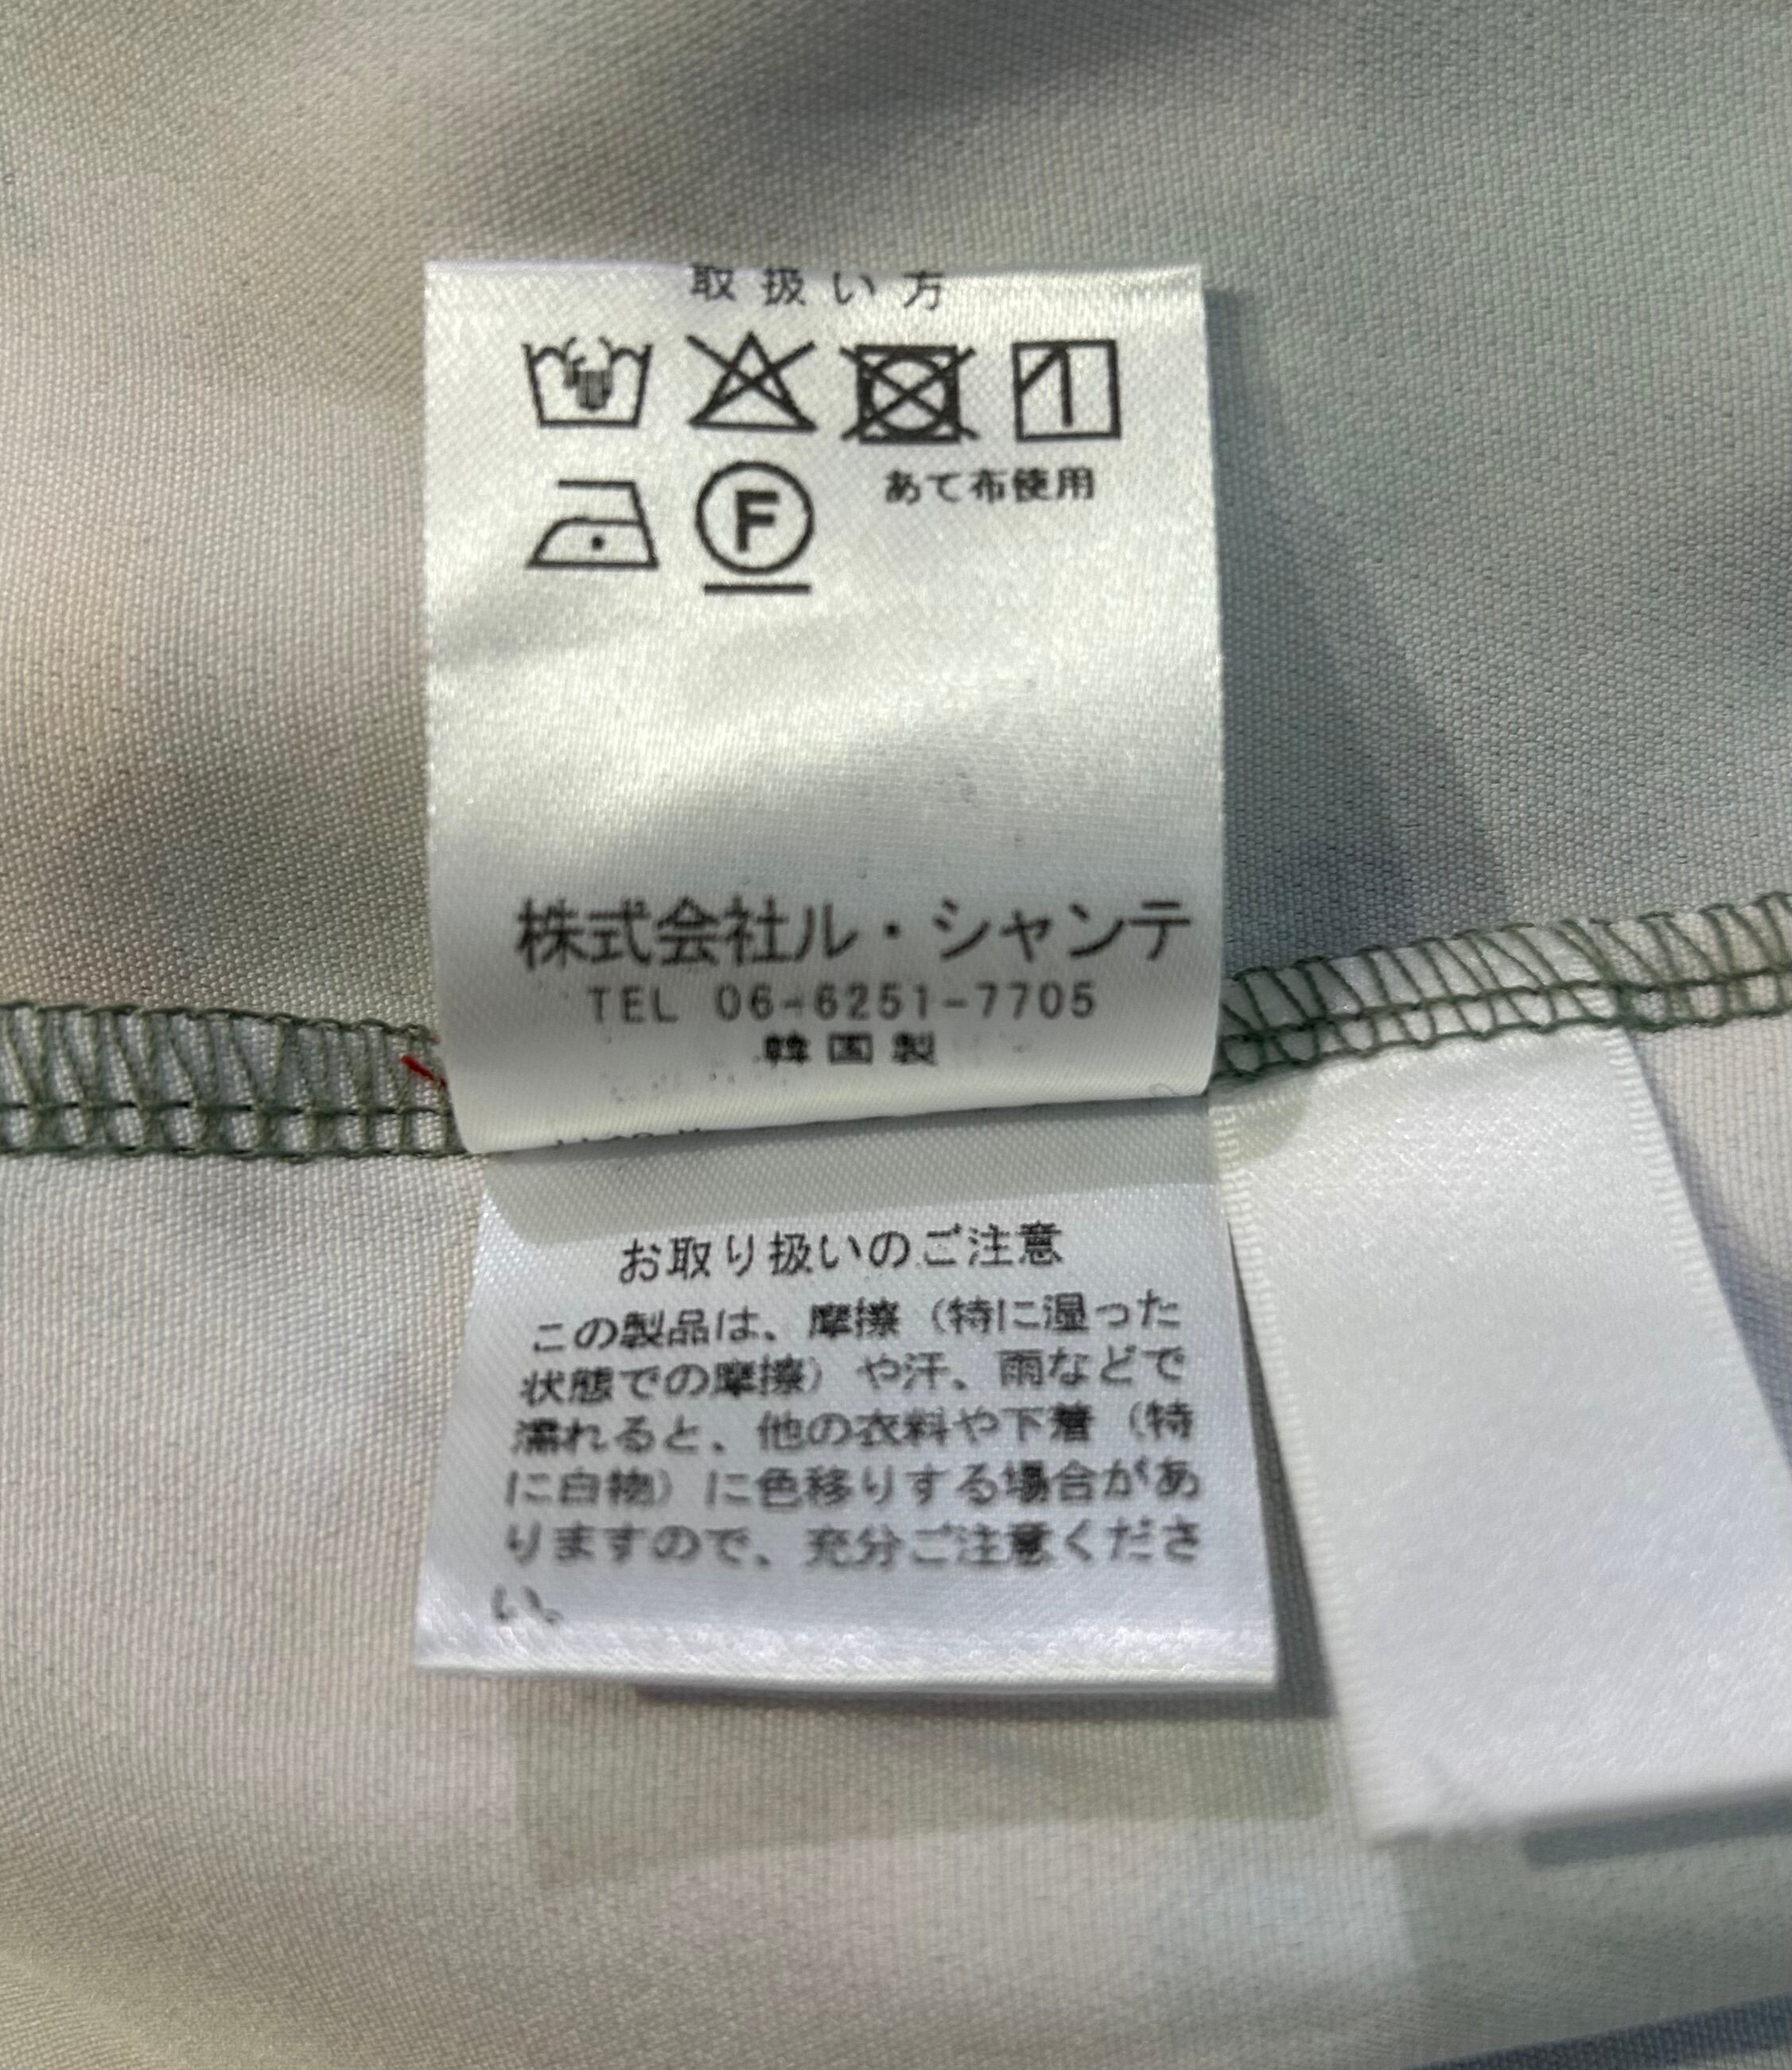 取扱い方
あて布使用
F
株式会社ル・シャンテ
TEL 06-6251-7705
韓国製
お取り扱いのご注意
この製品は、摩擦（特に湿った
状態での摩擦）や汗、雨などで
濡れると、他の衣料や下着（特
に白物）に色移りする場合があ
りますので、充分ご注意くださ
い。